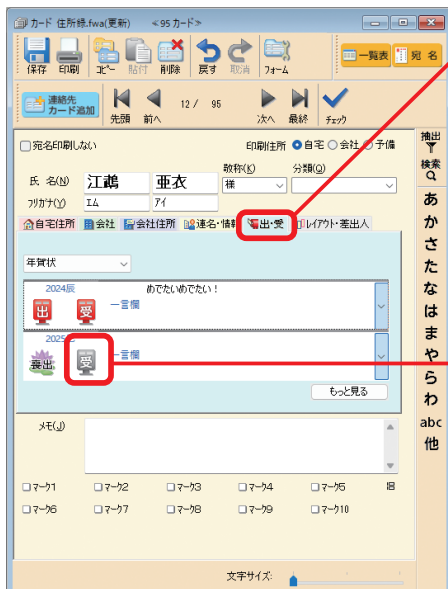 カード 住所録.fwa(更新) <<95 カード>>
保存 印刷 コピー 貼付 削除 戻す 取消 フォーム
一覧表 宛 名
連絡先
カード追加
先頭 前へ 12 / 95 次へ 最終 チェック
抽出
検索
あ
か
さ
た
な
は
ま
や
ら
わ
abc
他
宛名印刷しない 印刷住所 自宅 会社 予備
敬称(K) 分類(Q)
氏 名(N) 江鵡 亜衣 様
フリガナ(Y) エム アイ
自宅住所 会社 会社住所 連名・情報 出・受 レイアウト・差出人
年賀状
2024辰 めでたいめでたい!
出 受 一言欄
2025
喪出 受 一言欄
もっと見る
メモ(J)
マーク1 マーク2 マーク3 マーク4 マーク5
マーク6 マーク7 マーク8 マーク9 マーク10
文字サイズ: